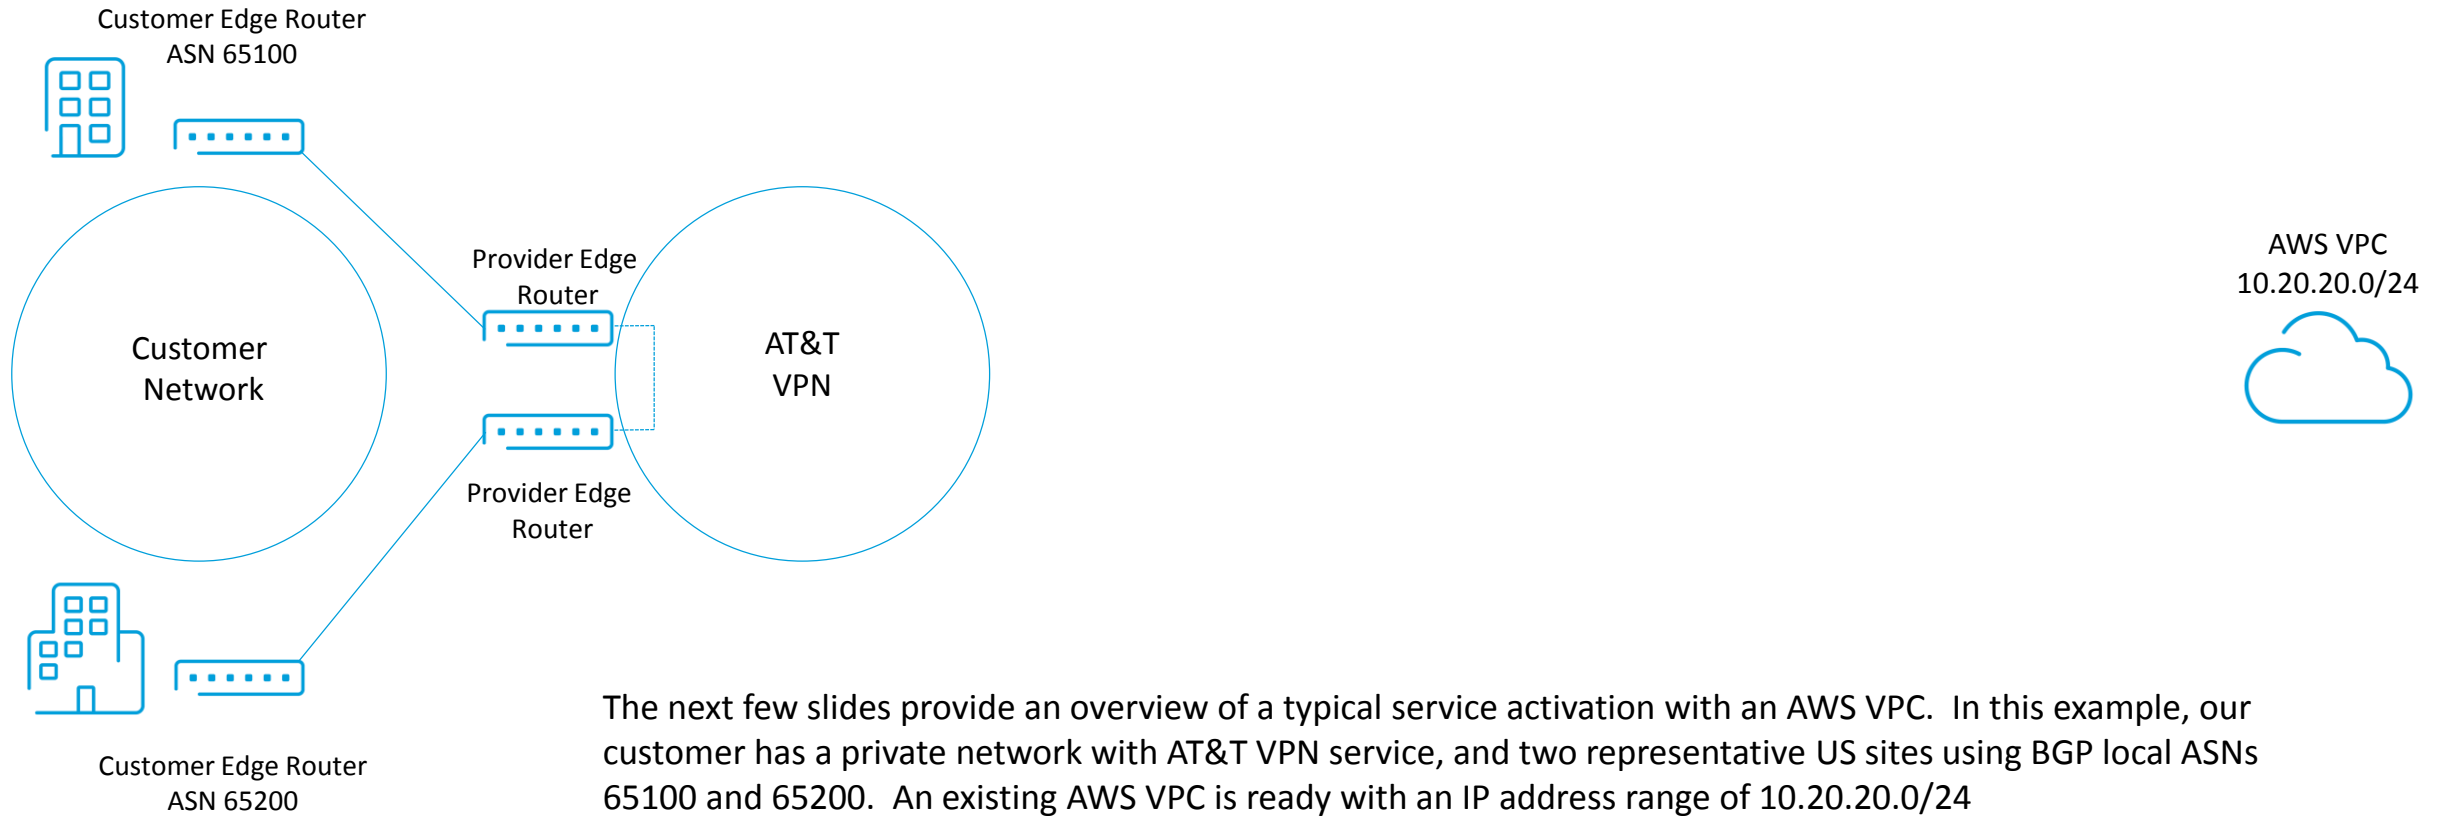 Customer Edge Router
ASN 65100
Provider Edge
Router
AWS VPC
10.20.20.0/24
Customer
Network
AT&T
VPN
Provider Edge
Router
Customer Edge Router
ASN 65200
The next few slides provide an overview of a typical service activation with an AWS VPC.  In this example, our
customer has a private network with AT&T VPN service, and two representative US sites using BGP local ASNs
65100 and 65200.  An existing AWS VPC is ready with an IP address range of 10.20.20.0/24